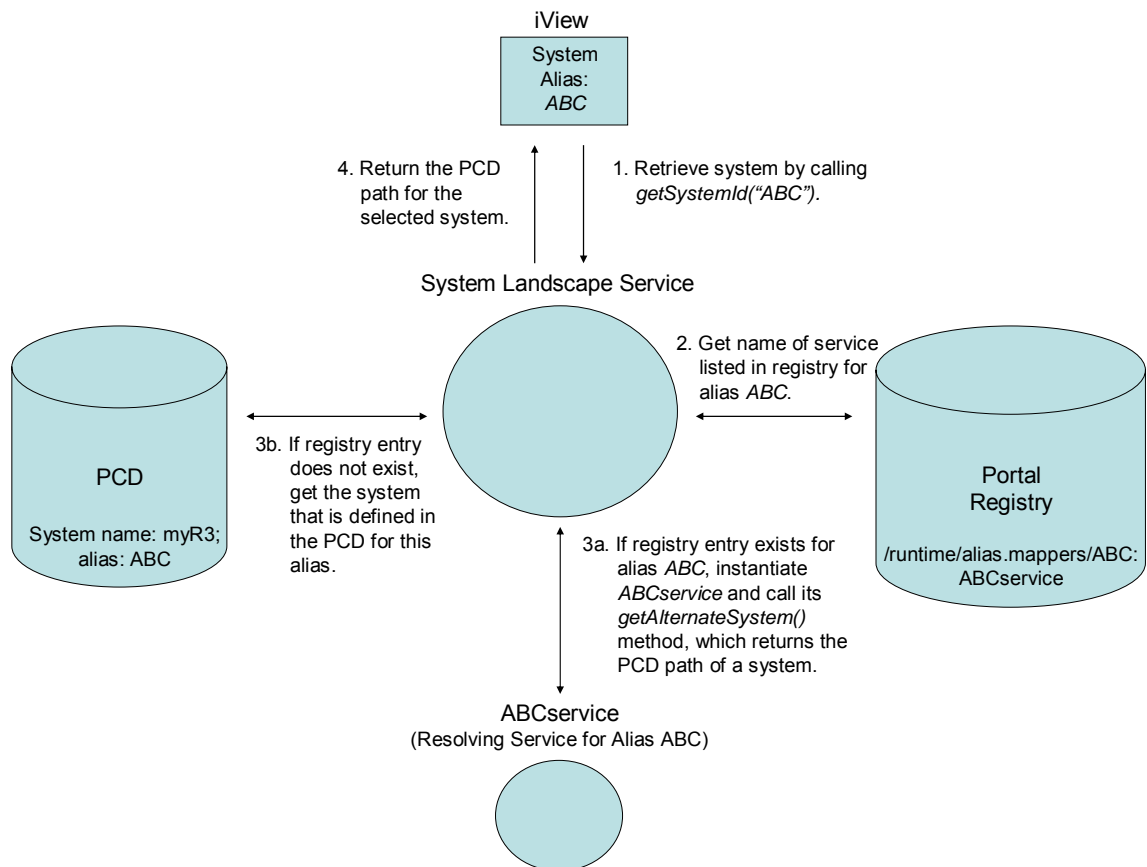 iView
System
Alias:
ABC
4. Return the PCD
path for the
selected system.
1. Retrieve system by calling
getSystemId(“ABC”).
System Landscape Service
2. Get name of service
listed in registry for
alias ABC.
3b. If registry entry
does not exist,
get the system
that is defined in
the PCD for this
alias.
PCD
System name: myR3;
alias: ABC
Portal
Registry
/runtime/alias.mappers/ABC:
ABCservice
3a. If registry entry exists for
alias ABC, instantiate
ABCservice and call its
getAlternateSystem()
method, which returns the
PCD path of a system.
ABCservice
(Resolving Service for Alias ABC)